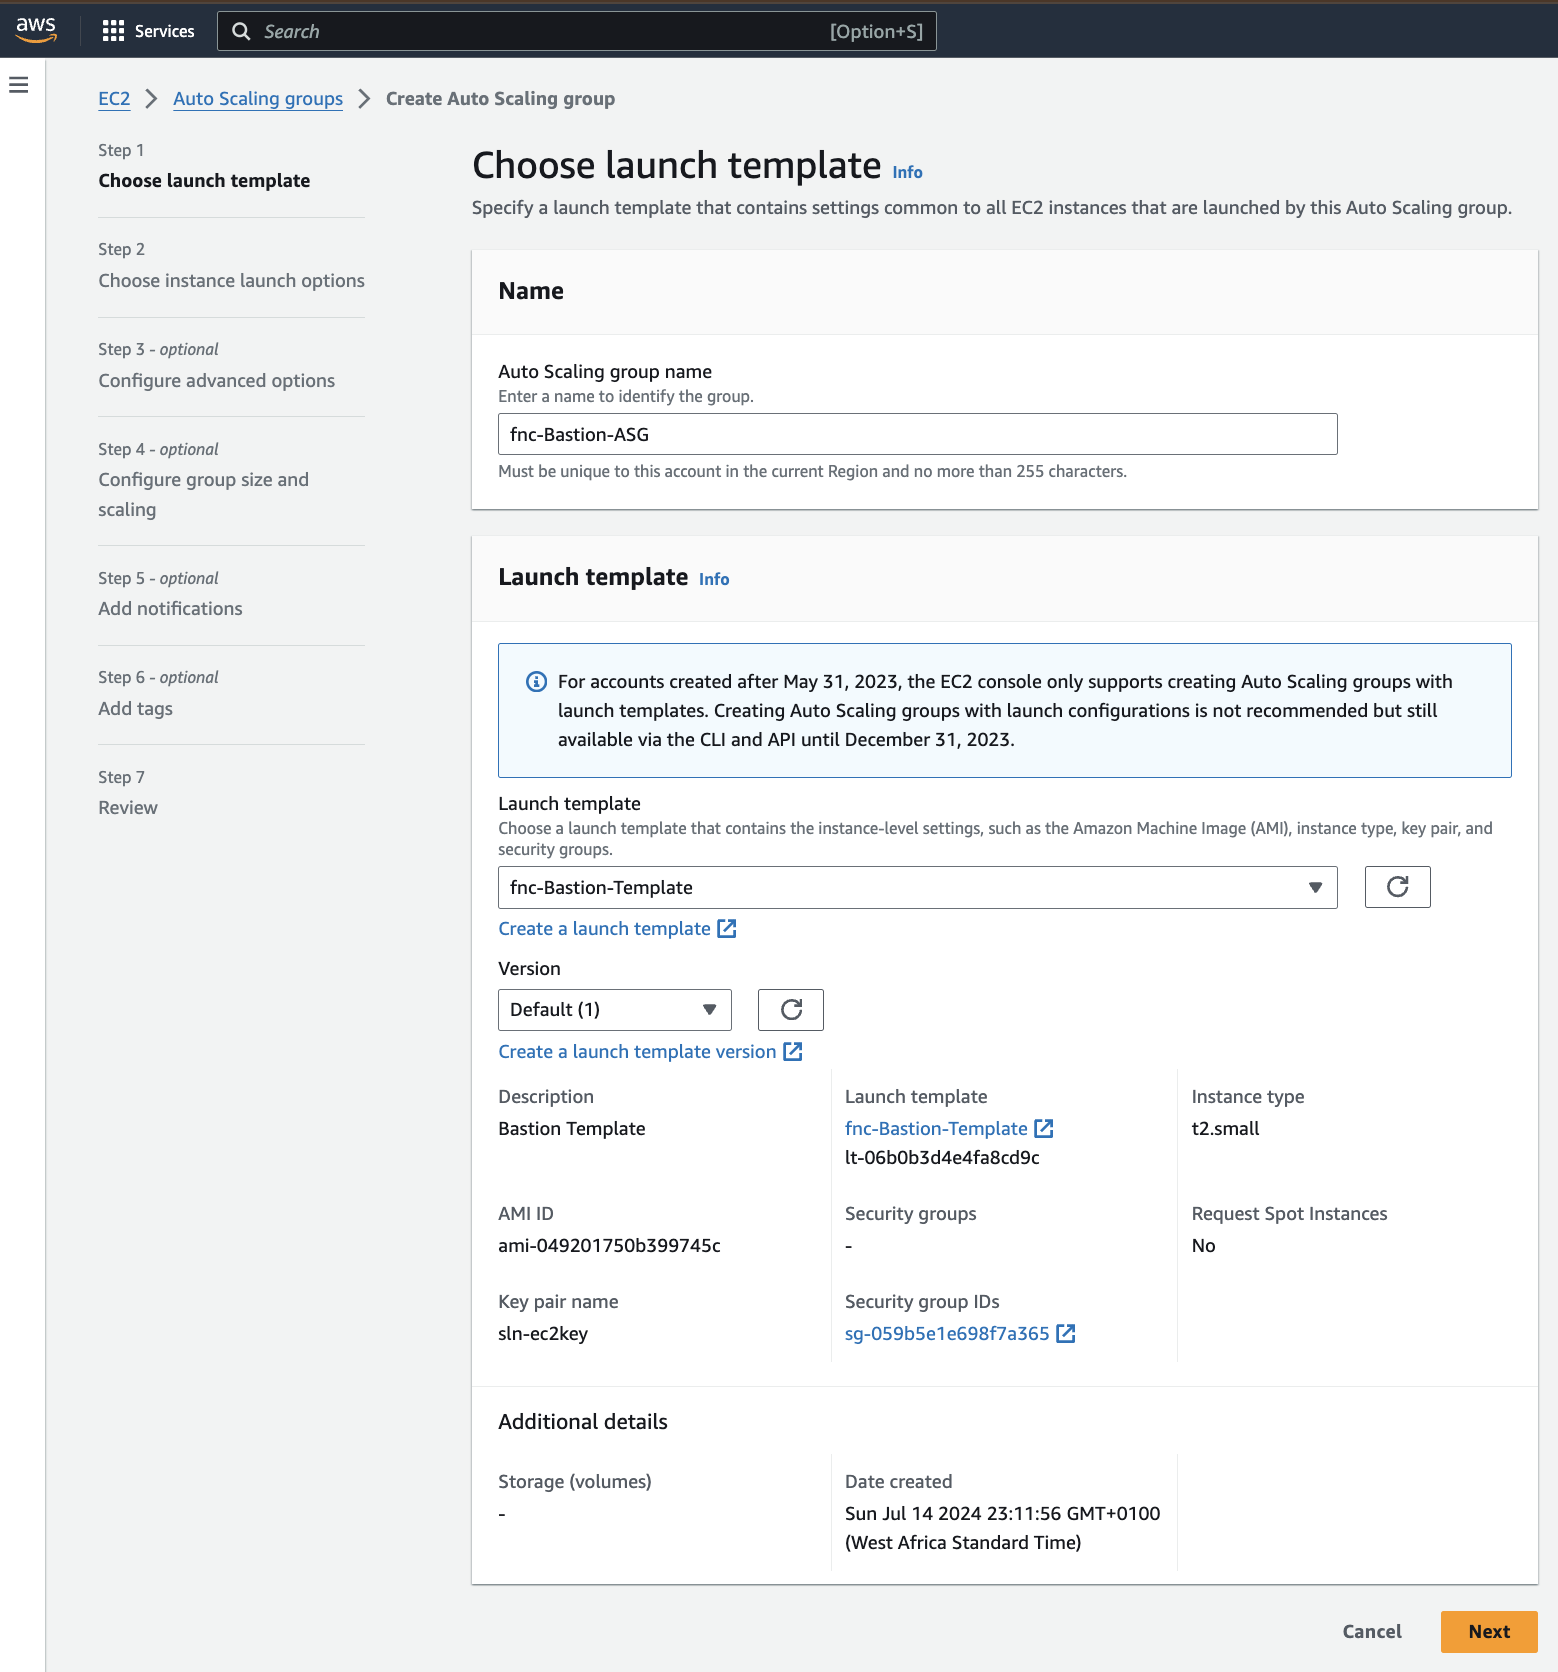 aws
Services
Search
[Option+S]
EC2
Auto Scaling groups
Create Auto Scaling group
Step 1
Choose launch template
Step 2
Choose instance launch options
Step 3 - optional
Configure advanced options
Step 4 - optional
Configure group size and
scaling
Step 5 - optional
Add notifications
Step 6 - optional
Add tags
Step 7
Review
Choose launch template Info
Specify a launch template that contains settings common to all EC2 instances that are launched by this Auto Scaling group.
Name
Auto Scaling group name
Enter a name to identify the group.
fnc-Bastion-ASG
Must be unique to this account in the current Region and no more than 255 characters.
Launch template Info
For accounts created after May 31, 2023, the EC2 console only supports creating Auto Scaling groups with
launch templates. Creating Auto Scaling groups with launch configurations is not recommended but still
available via the CLI and API until December 31, 2023.
Launch template
Choose a launch template that contains the instance-level settings, such as the Amazon Machine Image (AMI), instance type, key pair, and
security groups.
fnc-Bastion-Template
Create a launch template
Version
Default (1)
Create a launch template version
Description
Bastion Template
Launch template
fnc-Bastion-Template
lt-06b0b3d4e4fa8cd9c
Instance type
t2.small
AMI ID
ami-049201750b399745c
Security groups
-
Request Spot Instances
No
Key pair name
sln-ec2key
Security group IDs
sg-059b5e1e698f7a365
Additional details
Storage (volumes)
-
Date created
Sun Jul 14 2024 23:11:56 GMT+0100
(West Africa Standard Time)
Cancel
Next